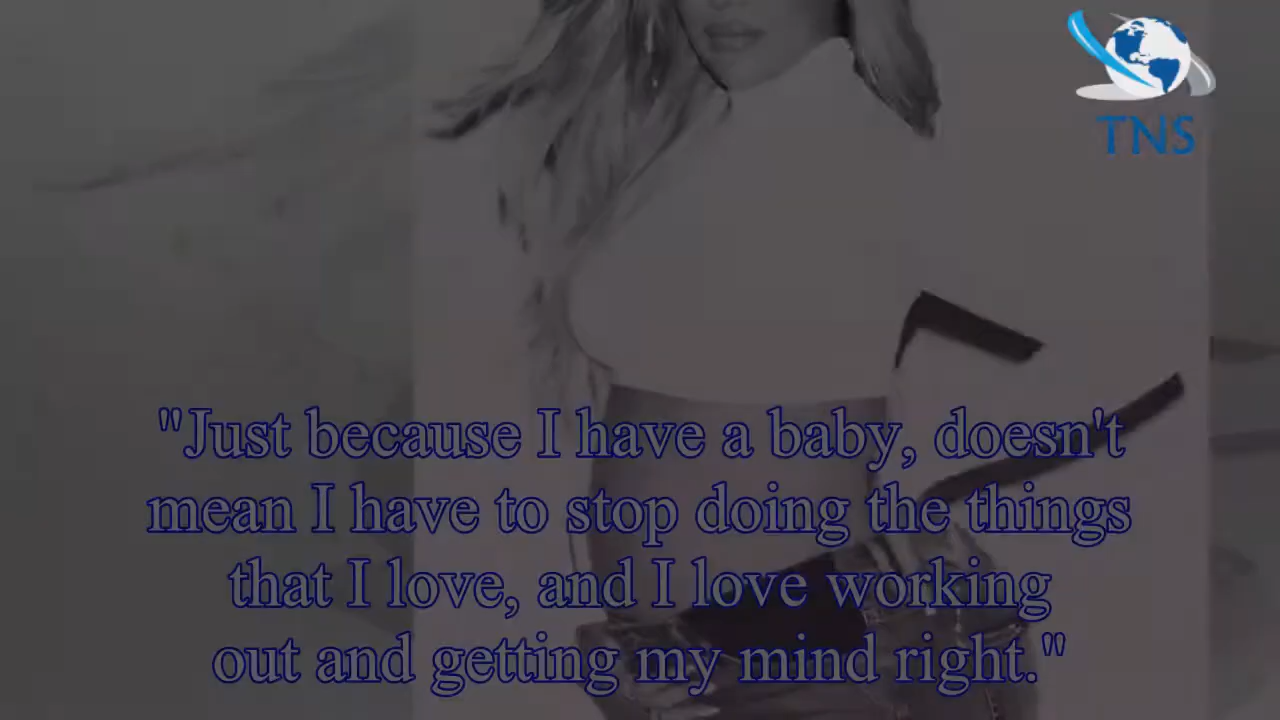 TNS
"Just because I have a baby, doesn't
mean I have to stop doing the things
that I love, and I love working
out and getting my mind right."